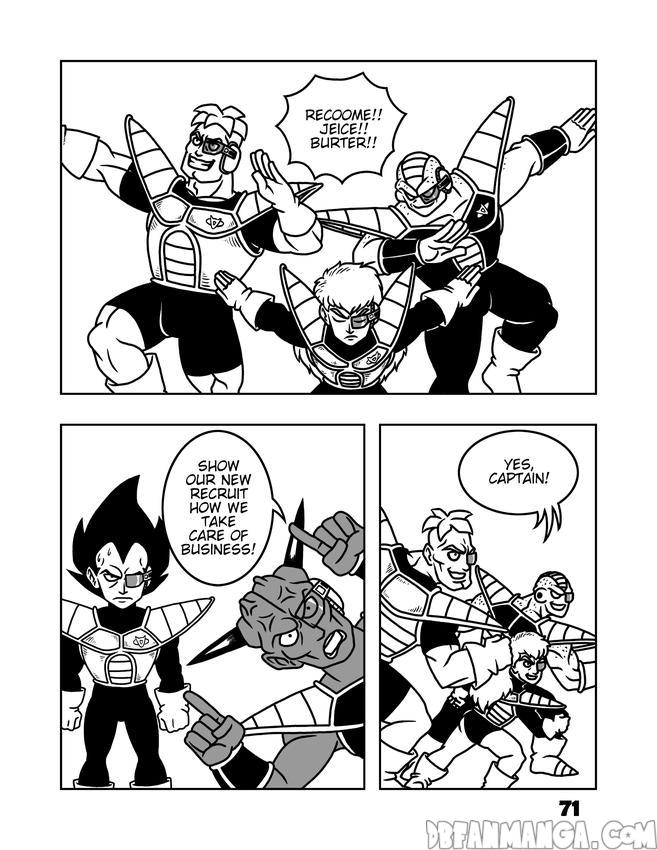 RECOOME!!
JEICE!!
BURTER!!
SHOW
OUR NEW
RECRUIT
HOW WE
TAKE
CARE OF
BUSINESS!
YES,
CAPTAIN!
71
DBFANMANGA.COM